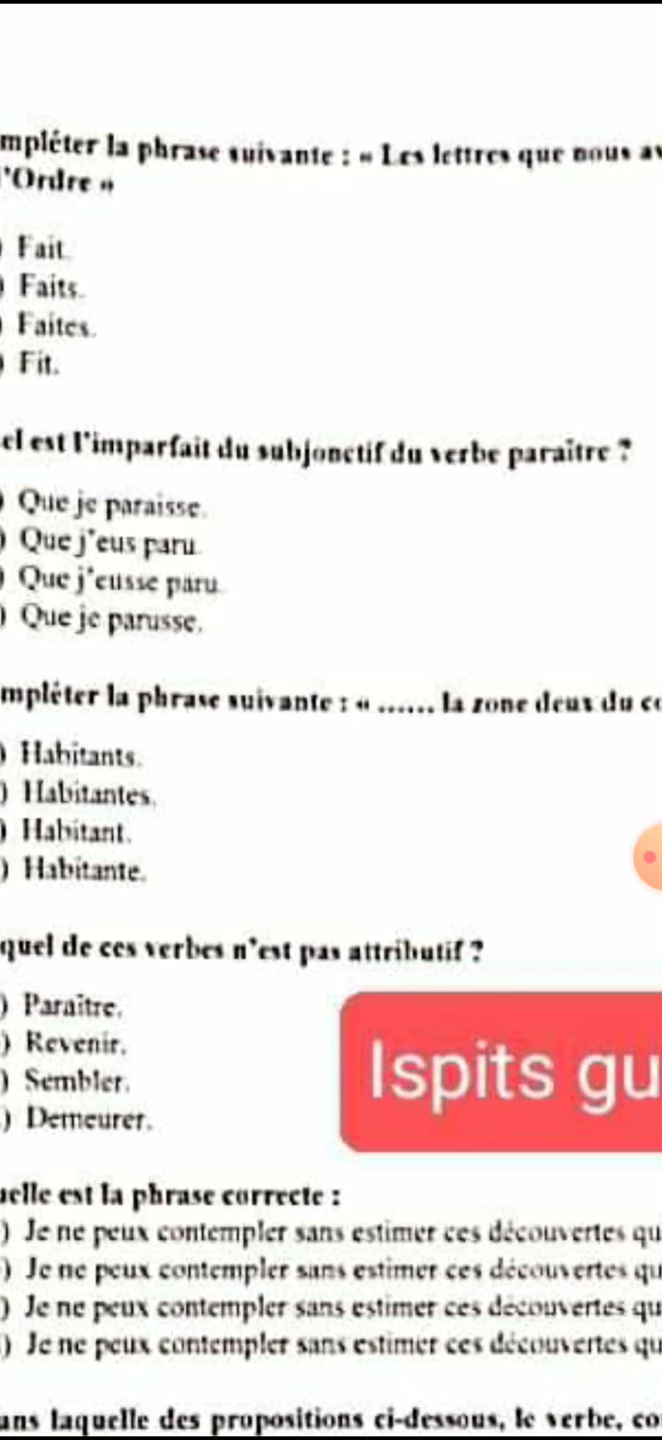 mpléter la phrase suivante : « Les lettres que nous av
l'Ordre »
) Fait.
) Faits.
) Faites.
) Fit.
el est l'imparfait du subjonctif du verbe paraître ?
) Que je paraisse.
) Que j'eus paru.
) Que j'eusse paru.
) Que je parusse.
mpléter la phrase suivante : « ...... la zone deux du co
) Habitants.
) Habitantes.
) Habitant.
) Habitante.
quel de ces verbes n'est pas attributif ?
) Paraître.
) Revenir.
) Sembler.
) Demeurer.
Ispits gu
uelle est la phrase correcte :
) Je ne peux contempler sans estimer ces découvertes qu
) Je ne peux contempler sans estimer ces découvertes qu
) Je ne peux contempler sans estimer ces découvertes qu
) Je ne peux contempler sans estimer ces découvertes qu
ans laquelle des propositions ci-dessous, le verbe, co